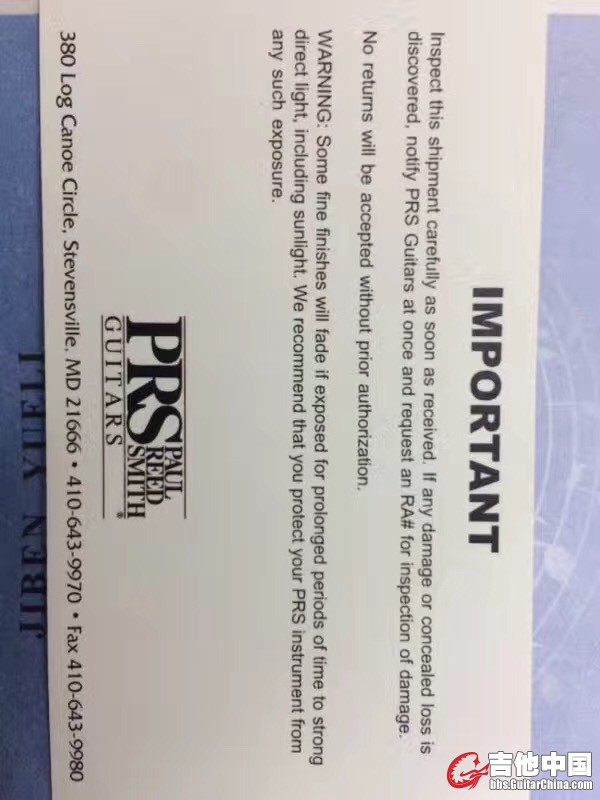 IMPORTANT
Inspect this shipment carefully as soon as received. If any damage or concealed loss is
discovered, notify PRS Guitars at once and request an RA# for inspection of damage.
No returns will be accepted without prior authorization.
WARNING: Some fine finishes will fade if exposed for prolonged periods of time to strong
direct light, including sunlight. We recommend that you protect your PRS instrument from
any such exposure.
PRS PAUL REED SMITH®
GUITARS
380 Log Canoe Circle, Stevensville, MD 21666 • 410-643-9970 • Fax 410-643-9980
吉他中国
bbs.GuitarChina.com